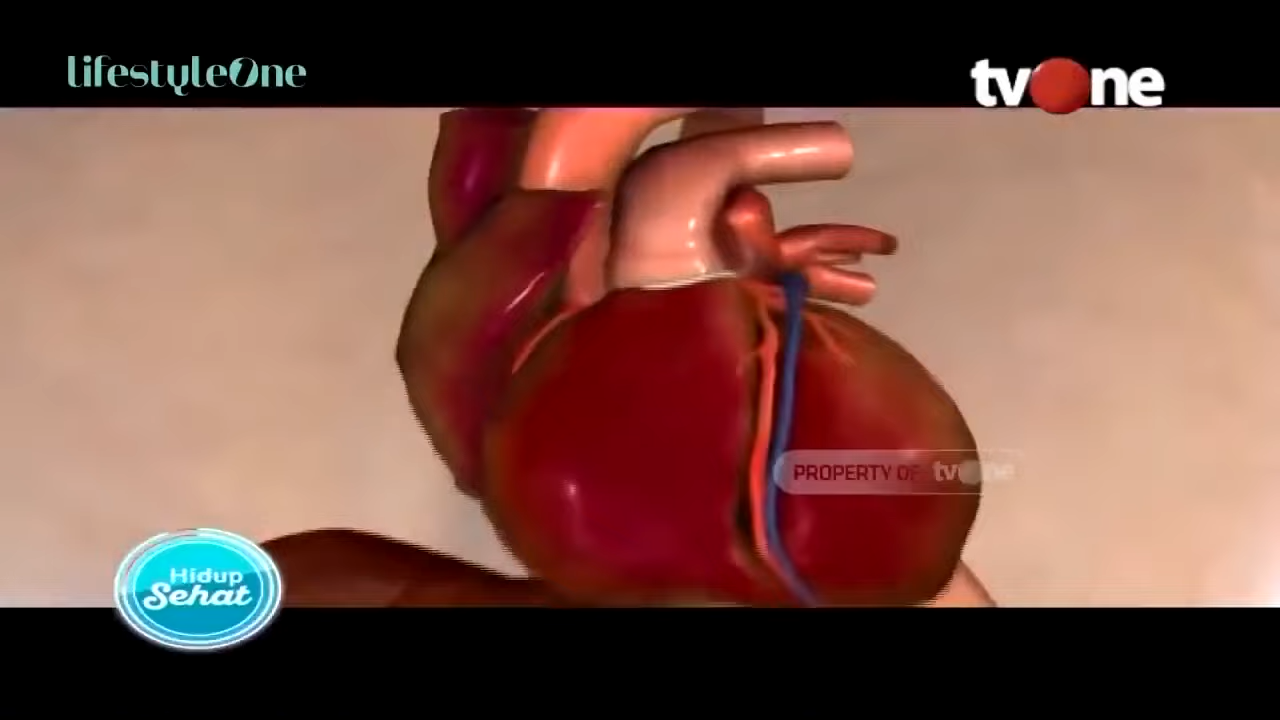 lifestyleOne
tvOne
PROPERTY OF tvOne
Hidup
Sehat